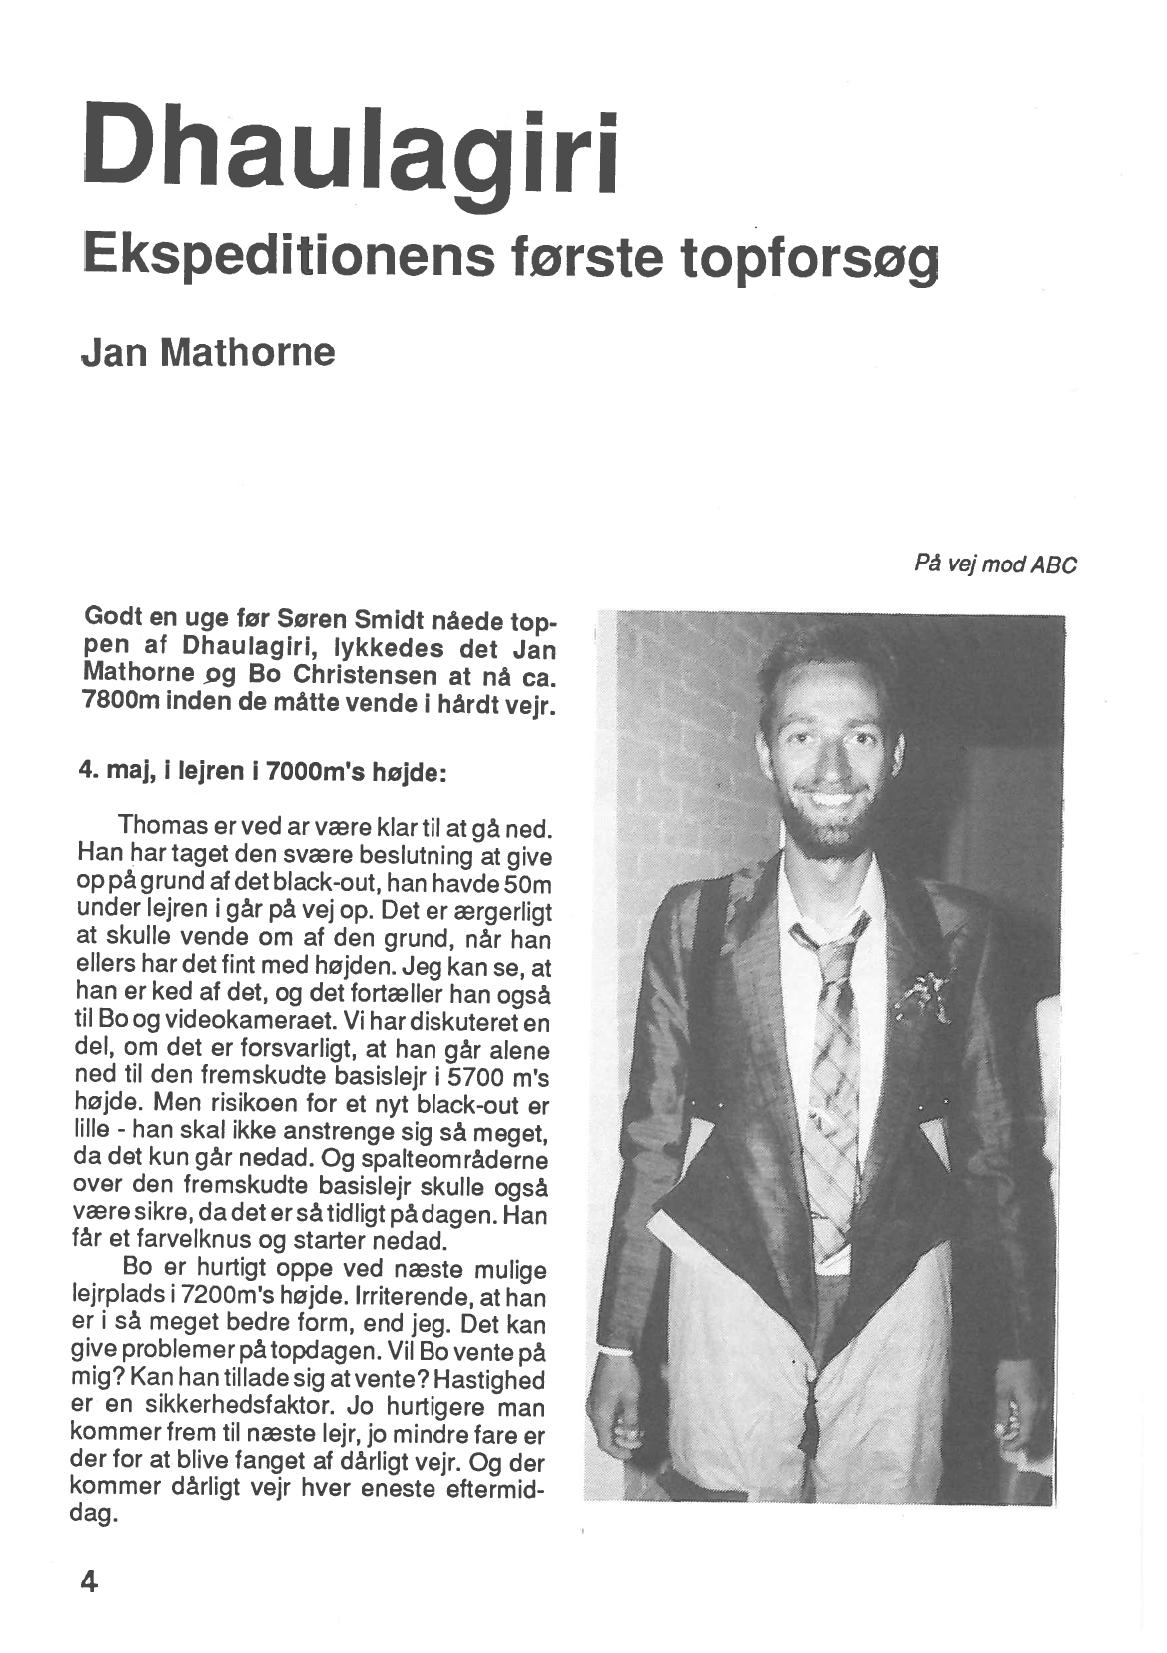 Dhaulagiri
Ekspeditionens første topforsøg
Jan Mathorne
På vej mod ABC
Godt en uge før Søren Smidt nåede top-
pen af Dhaulagiri, lykkedes det Jan
Mathorne og Bo Christensen at nå ca.
7800m inden de måtte vende i hårdt vejr.
4. maj, i lejren i 7000m's højde:
Thomas er ved ar være klar til at gå ned.
Han har taget den svære beslutning at give
op på grund af det black-out, han havde 50m
under lejren i går på vej op. Det er ærgerligt
at skulle vende om af den grund, når han
ellers har det fint med højden. Jeg kan se, at
han er ked af det, og det fortæller han også
til Bo og videokameraet. Vi har diskuteret en
del, om det er forsvarligt, at han går alene
ned til den fremskudte basislejr i 5700 m's
højde. Men risikoen for et nyt black-out er
lille - han skal ikke anstrenge sig så meget,
da det kun går nedad. Og spalteområderne
over den fremskudte basislejr skulle også
være sikre, da det er så tidligt på dagen. Han
får et farvelknus og starter nedad.
Bo er hurtigt oppe ved næste mulige
lejrplads i 7200m's højde. Irriterende, at han
er i så meget bedre form, end jeg. Det kan
give problemer på topdagen. Vil Bo vente på
mig? Kan han tillade sig at vente? Hastighed
er en sikkerhedsfaktor. Jo hurtigere man
kommer frem til næste lejr, jo mindre fare er
der for at blive fanget af dårligt vejr. Og der
kommer dårligt vejr hver eneste eftermid-
dag.
4